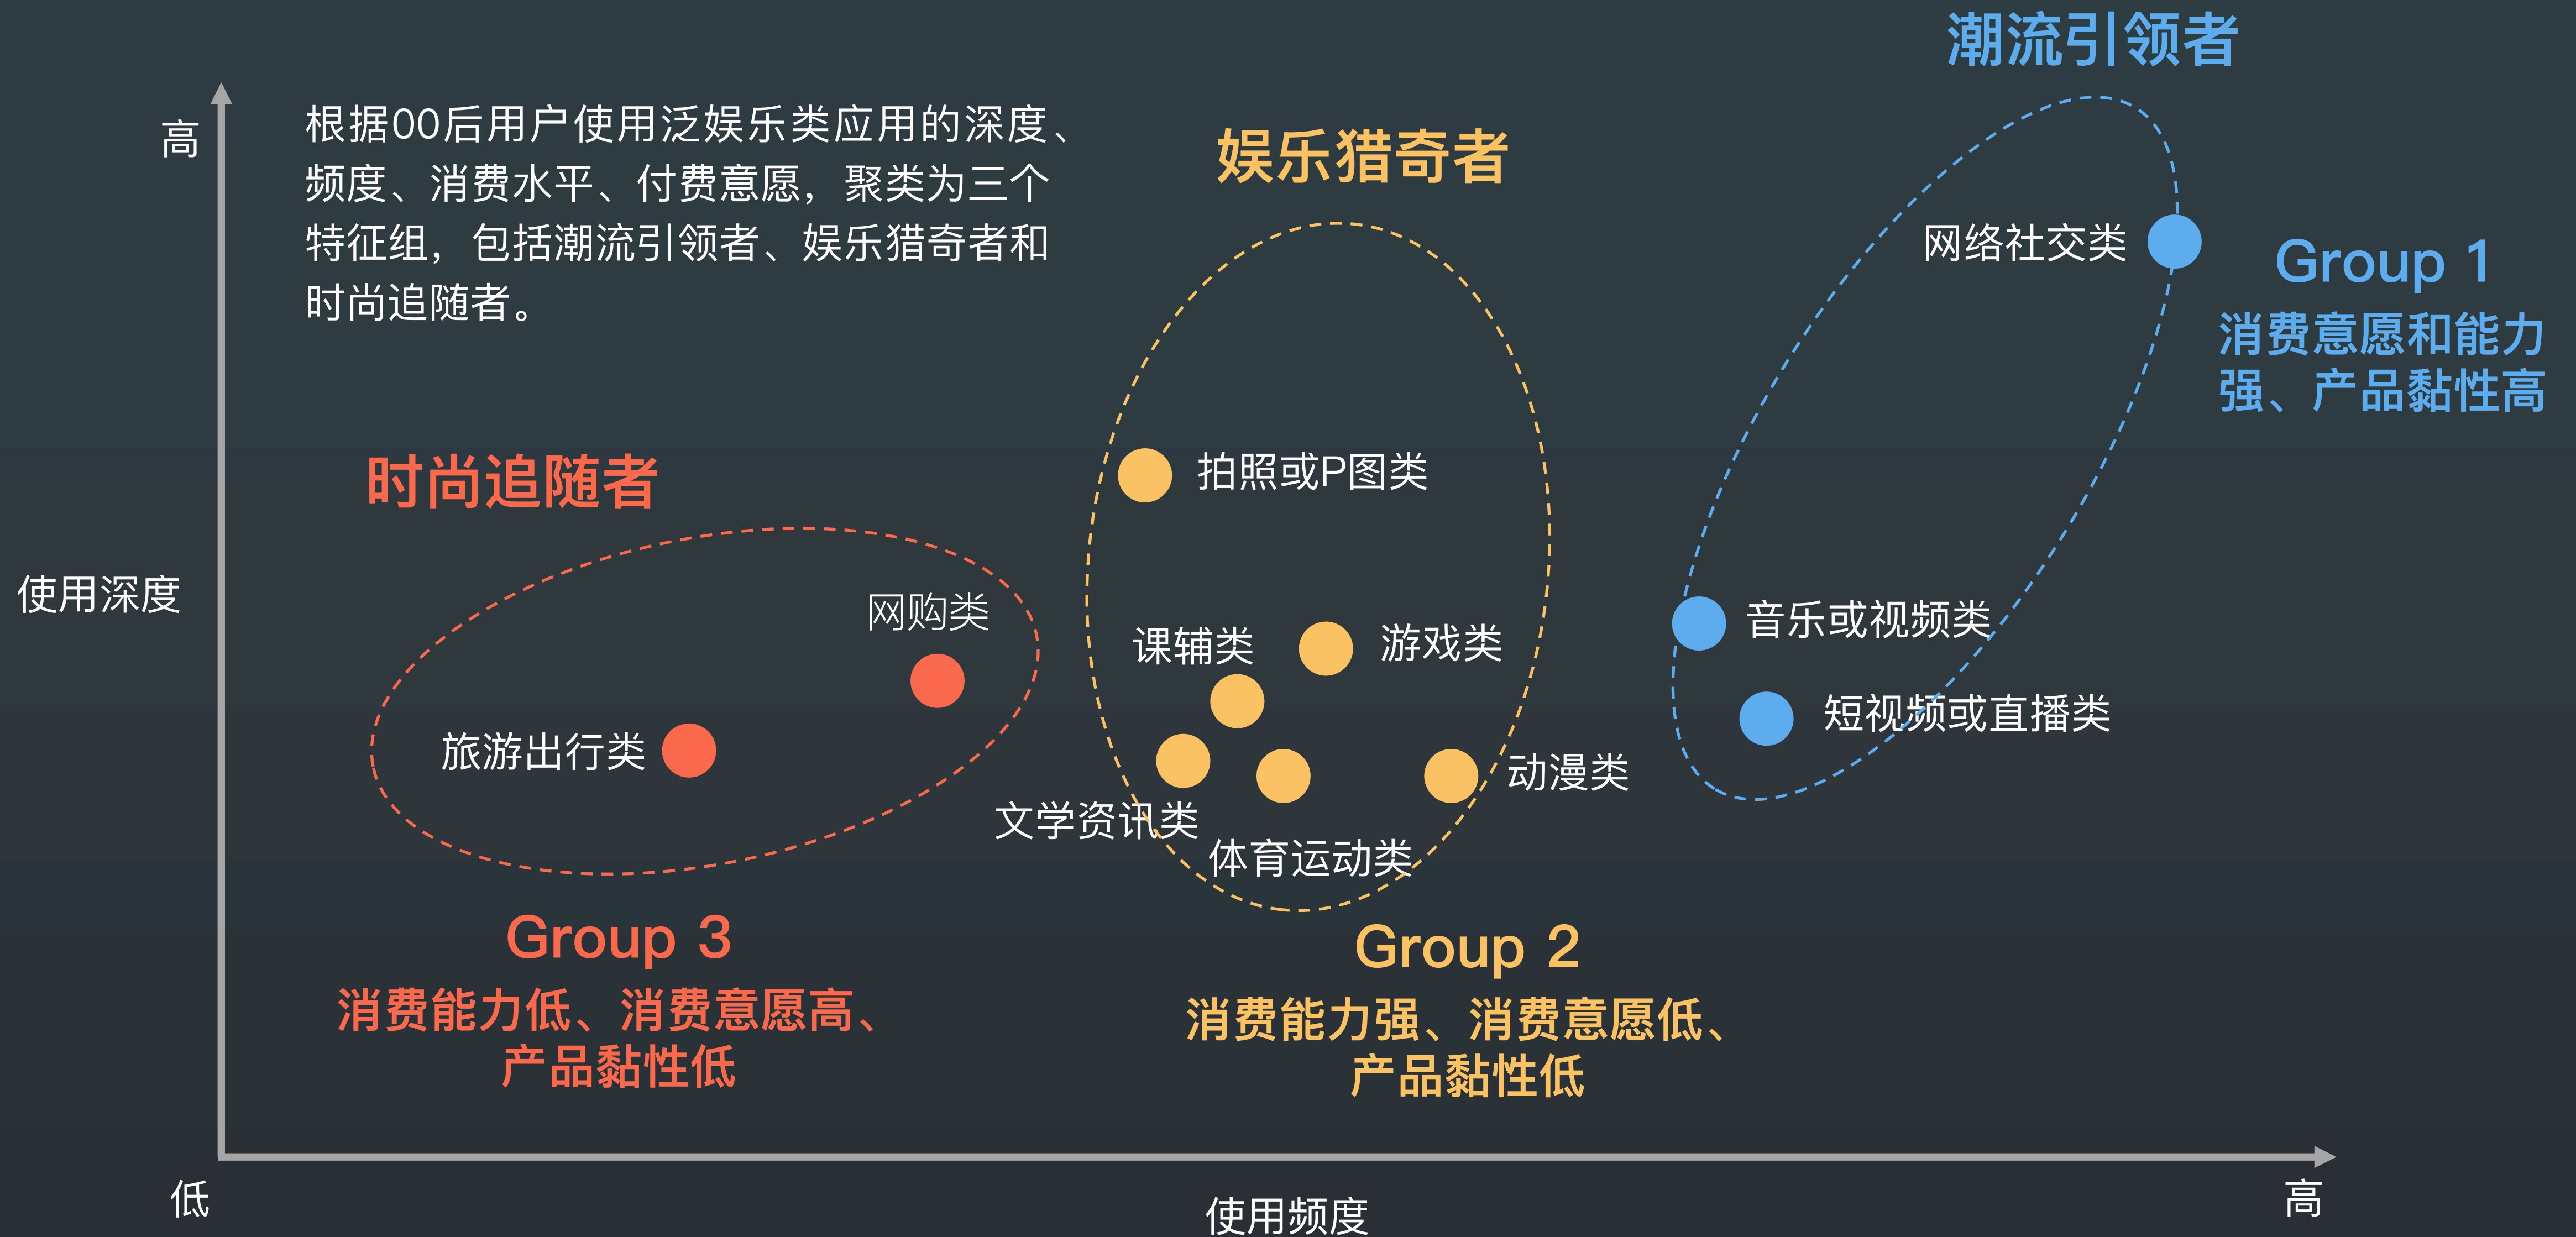 潮流引领者
高
根据00后用户使用泛娱乐类应用的深度、
频度、消费水平、付费意愿，聚类为三个
特征组，包括潮流引领者、娱乐猎奇者和
时尚追随者。
娱乐猎奇者
网络社交类
Group 1
消费意愿和能力
强、产品黏性高
时尚追随者
拍照或P图类
使用深度
网购类
课辅类
游戏类
音乐或视频类
旅游出行类
短视频或直播类
动漫类
文学资讯类
体育运动类
Group 3
消费能力低、消费意愿高、
产品黏性低
Group 2
消费能力强、消费意愿低、
产品黏性低
低
使用频度
高